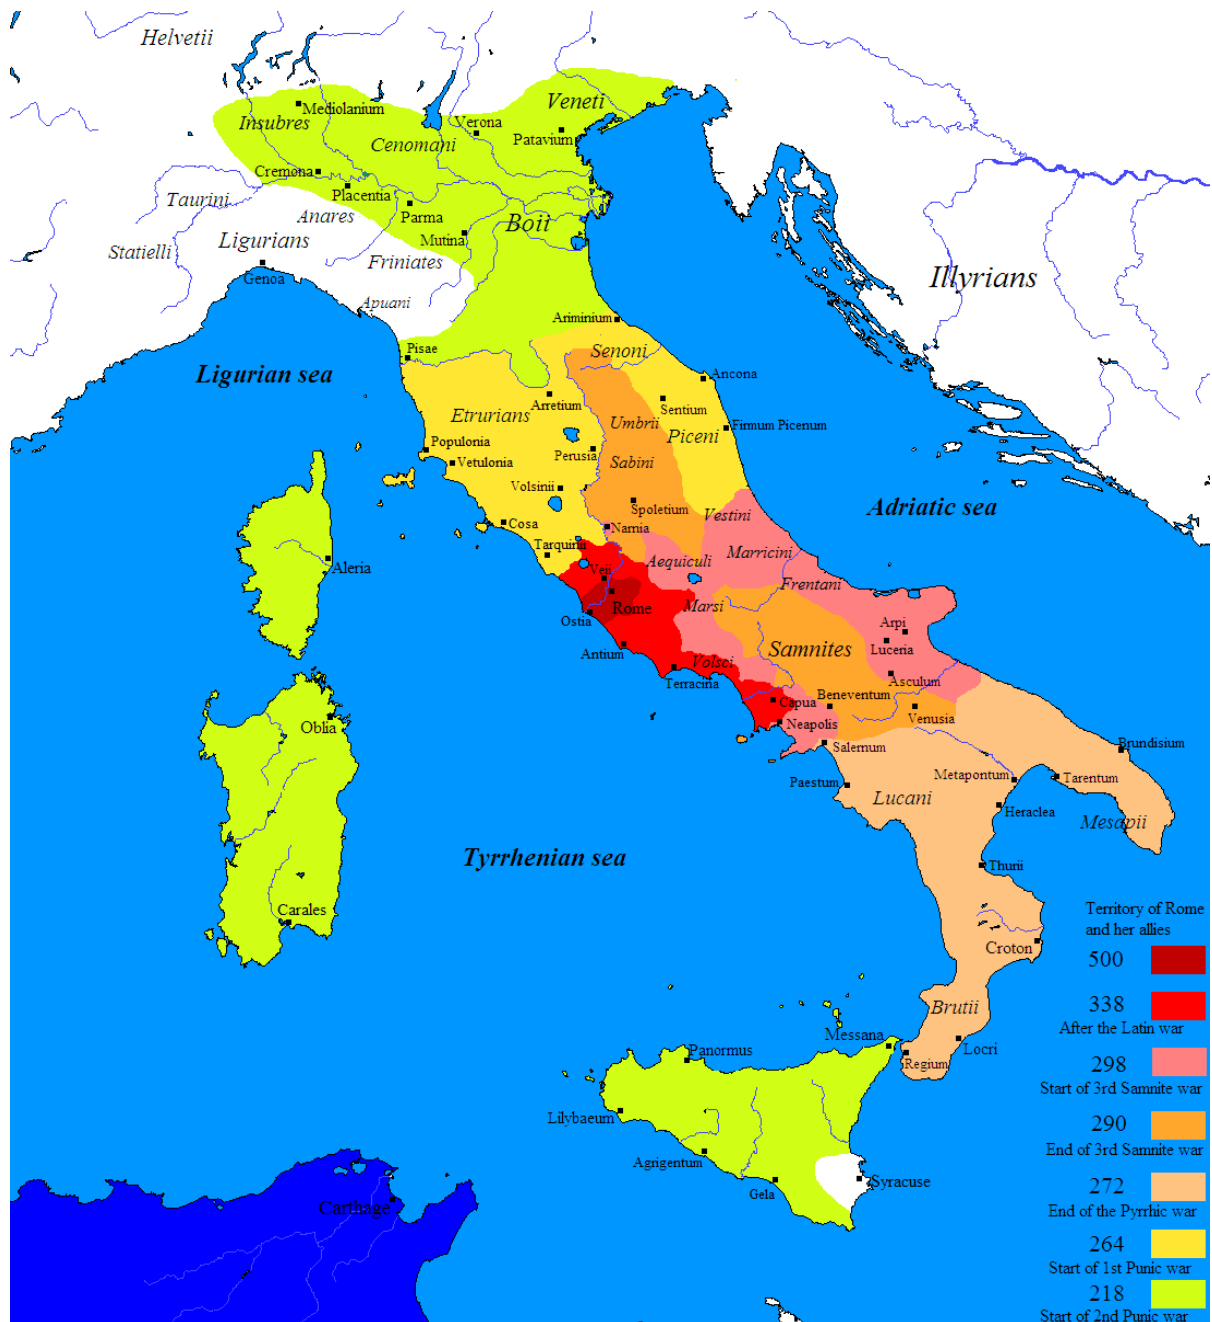 Helvetii
Veneti
Mediolanium
Insubres
Verona
Cenomani
Patavium
Cremona
Placentia
Taurini
Anares
Parma
Boii
Statielli
Ligurians
Mutina
Friniates
Genoa
Illyrians
Apuani
Ariminium
Pisae
Senoni
Ligurian sea
Ancona
Arretium
Sentium
Etrurians
Umbrii
Firmum Picenum
Piceni
Populonia
Perusia
Vetulonia
Sabini
Volsinii
Spoletium
Adriatic sea
Vestini
Cosa
Narnia
Tarquinii
Marricini
Aequiculi
Aleria
Veii
Frentani
Rome
Marsi
Ostia
Arpi
Antium
Luceria
Samnites
Volsci
Terracina
Asculum
Beneventum
Capua
Venusia
Oblia
Neapolis
Salernum
Brundisium
Metapontum
Tarentum
Paestum
Lucani
Heraclea
Mesapii
Tyrrhenian sea
Thurii
Carales
Territory of Rome
and her allies
Croton
500
338
Brutii
After the Latin war
Messana
Locri
Panormus
Regium
298
Start of 3rd Samnite war
Lilybaeum
290
End of 3rd Samnite war
Agrigentum
Syracuse
Gela
272
Carthage
End of the Pyrrhic war
264
Start of 1st Punic war
218
Start of 2nd Punic war